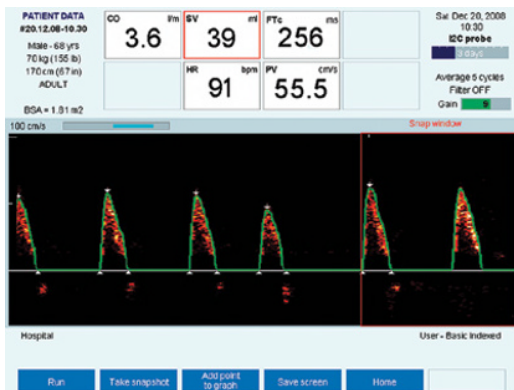 PATIENT DATA
#20.12.08-10.30
Male - 68 yrs
70 kg (155 lb)
170 cm (67 in)
ADULT
BSA = 1.81 m2
CO l/m
3.6
SV ml
39
FTc ms
256
HR bpm
91
PV cm/s
55.5
Sat Dec 20, 2008
10:30
I2C probe
3 days
Average 5 cycles
Filter OFF
Gain 5
100 cm/s
Snap window
Hospital
User - Basic Indexed
Run
Take snapshot
Add point
to graph
Save screen
Home